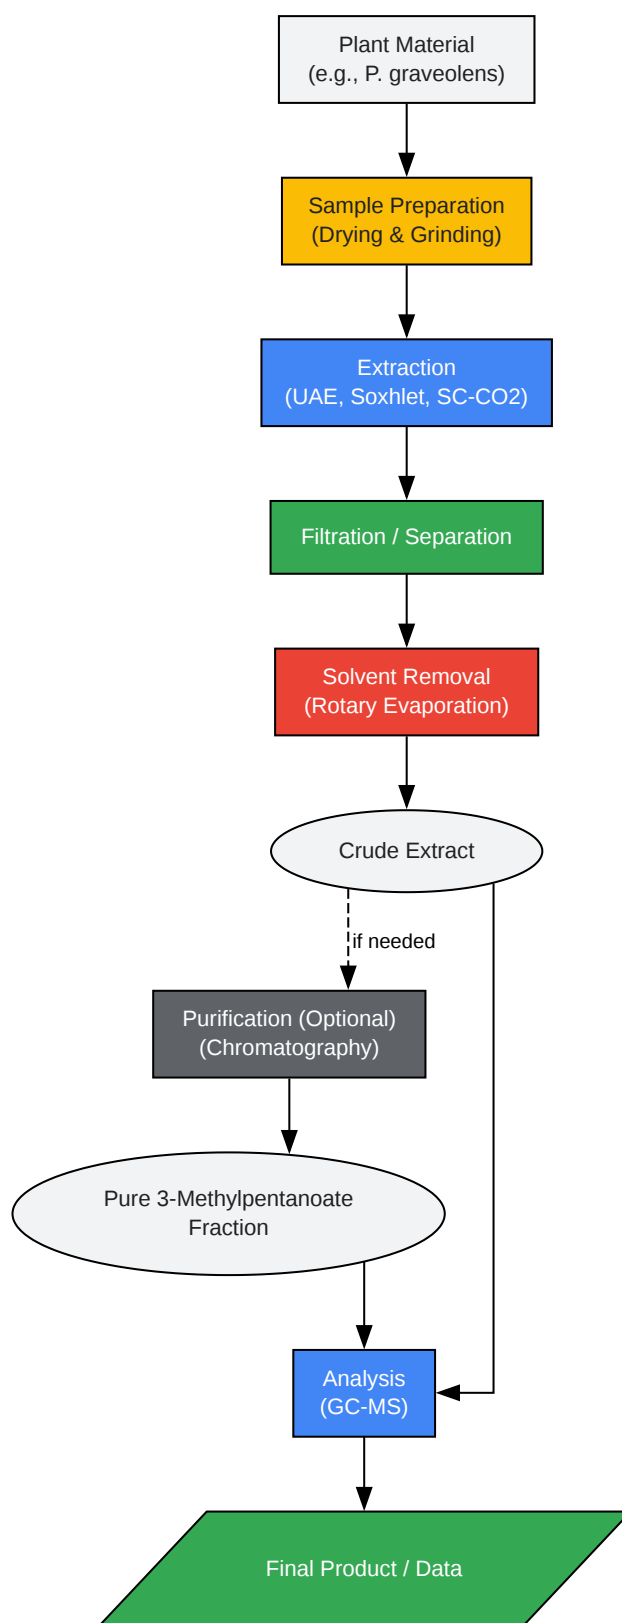 Plant Material
(e.g., P. graveolens)
Sample Preparation
(Drying & Grinding)
Extraction
(UAE, Soxhlet, SC-CO2)
Filtration / Separation
Solvent Removal
(Rotary Evaporation)
Crude Extract
if needed
Purification (Optional)
(Chromatography)
Pure 3-Methylpentanoate
Fraction
Analysis
(GC-MS)
Final Product / Data